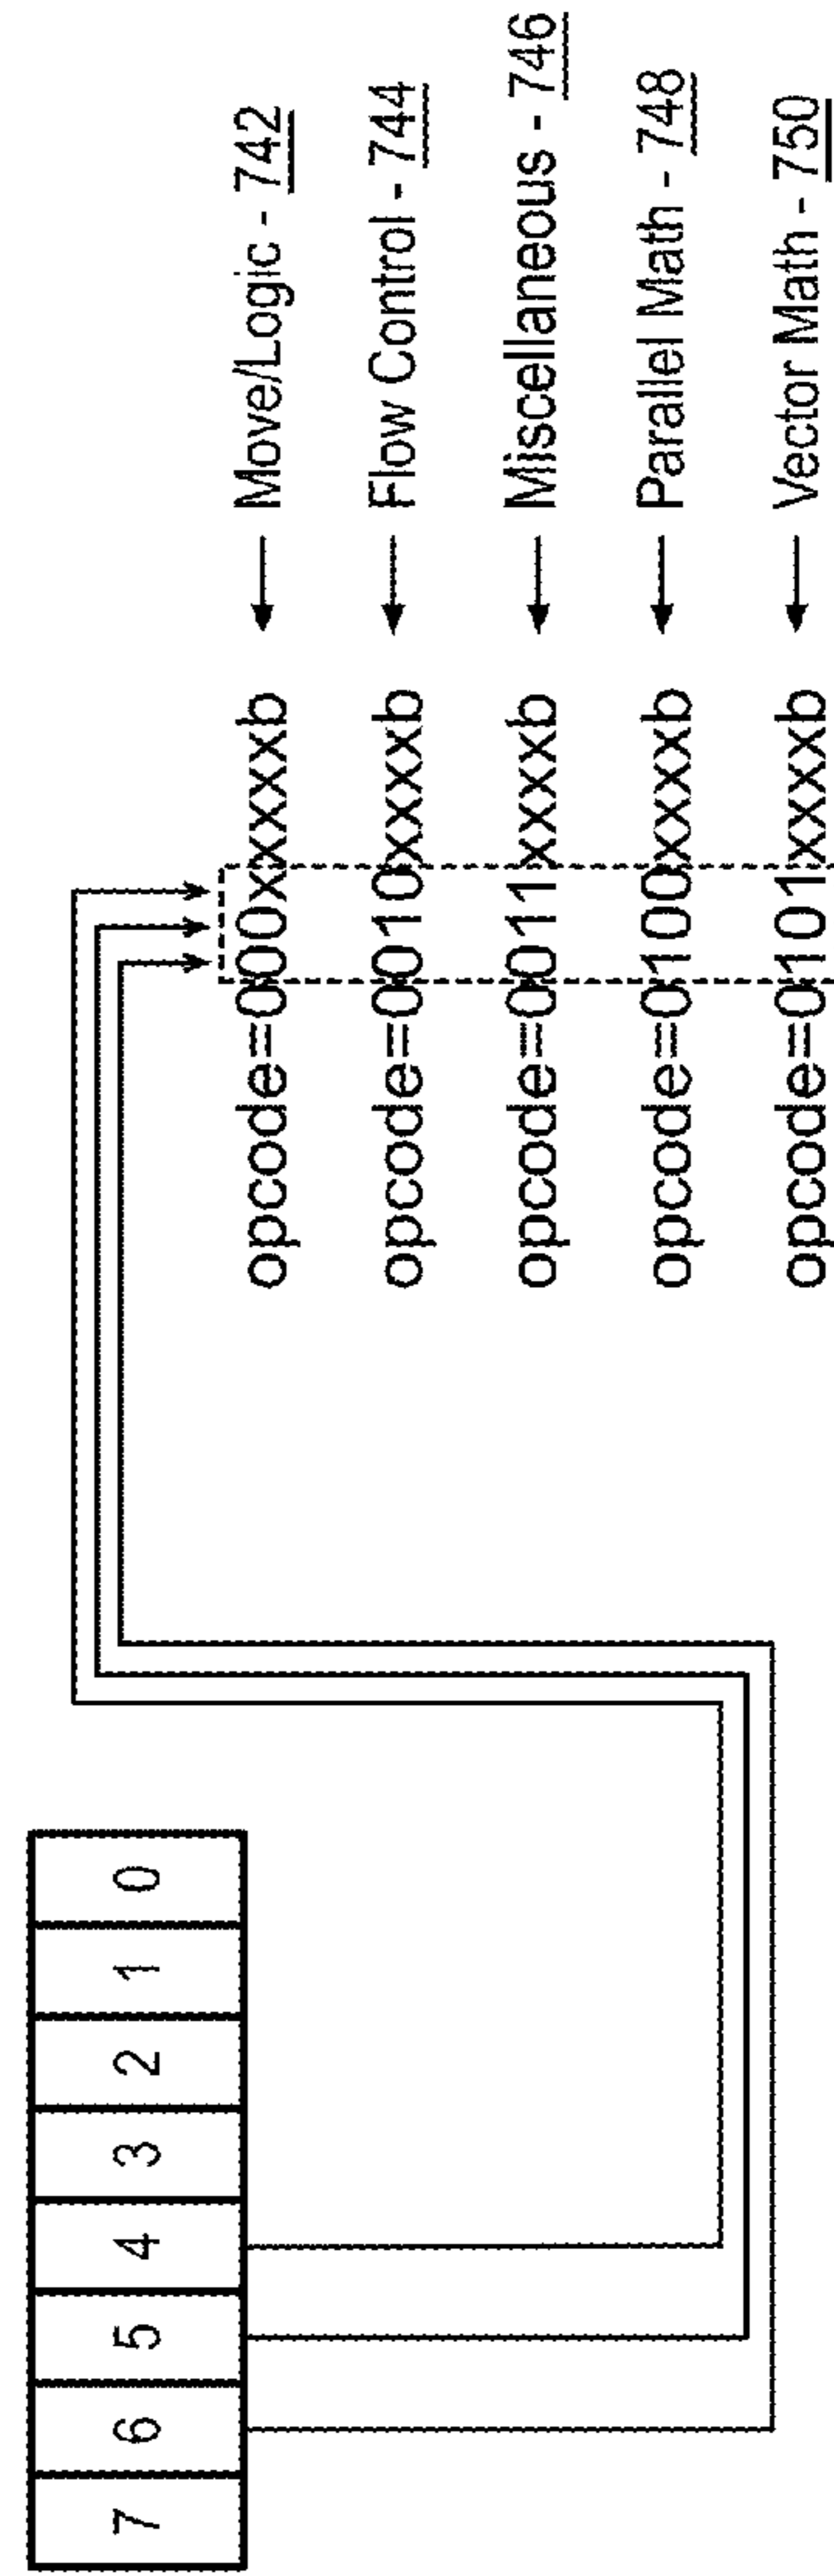 7 6 5 4 3 2 1 0
opcode=000xxxxxb ← Move/Logic - 742
opcode=0010xxxxb ← Flow Control - 744
opcode=0011xxxxb ← Miscellaneous - 746
opcode=0100xxxxb ← Parallel Math - 748
opcode=0101xxxxb ← Vector Math - 750